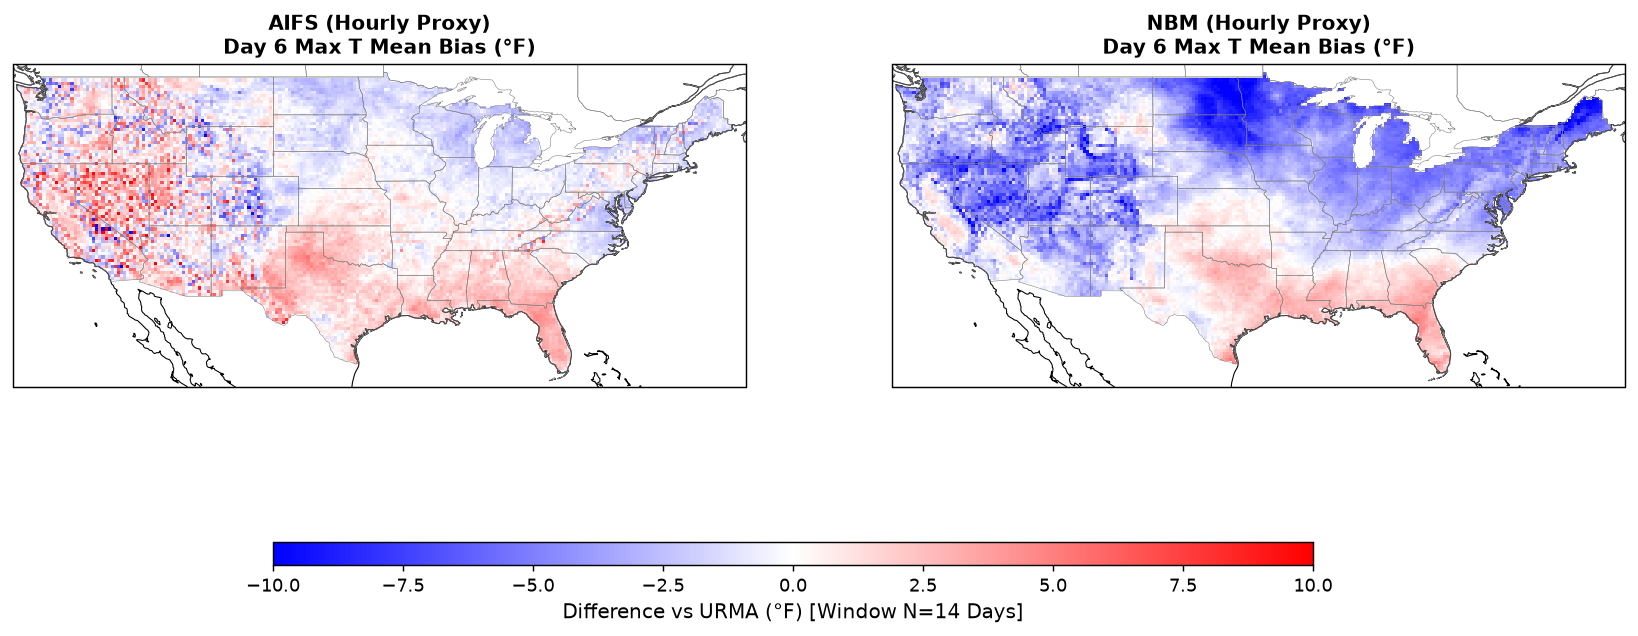 AIFS (Hourly Proxy)
Day 6 Max T Mean Bias (°F)
NBM (Hourly Proxy)
Day 6 Max T Mean Bias (°F)
−10.0 −7.5 −5.0 −2.5 0.0 2.5 5.0 7.5 10.0
Difference vs URMA (°F) [Window N=14 Days]